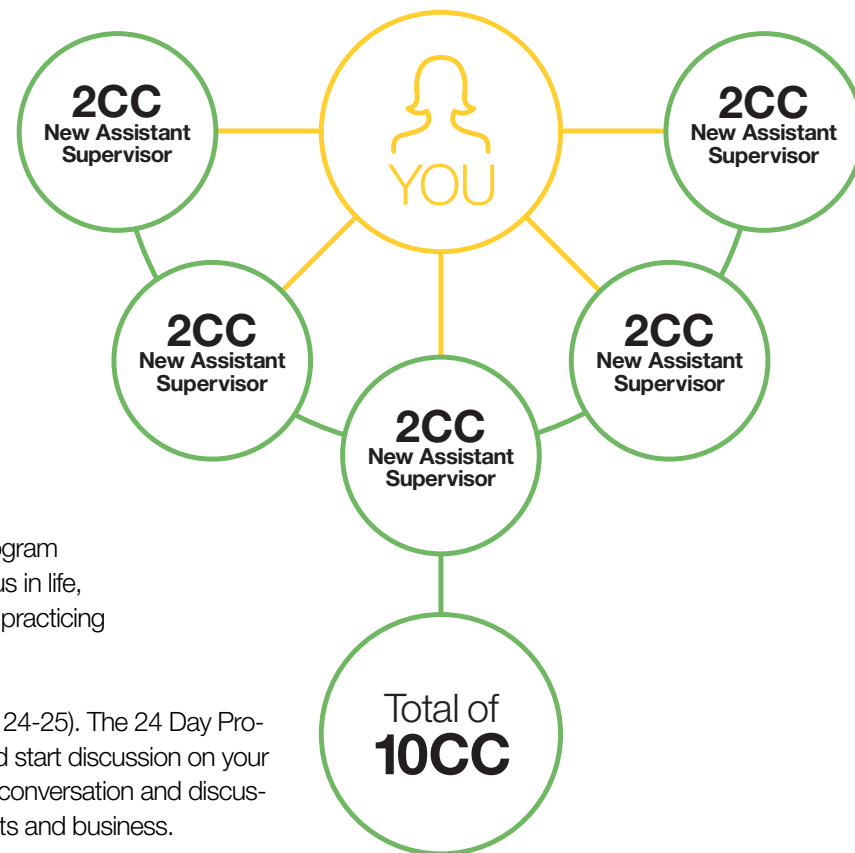 2CC
New Assistant
Supervisor
YOU
2CC
New Assistant
Supervisor
2CC
New Assistant
Supervisor
2CC
New Assistant
Supervisor
2CC
New Assistant
Supervisor
us in life,
practicing
24-25). The 24 Day Pro-
start discussion on your
conversation and discus-
and business.
Total of
10CC